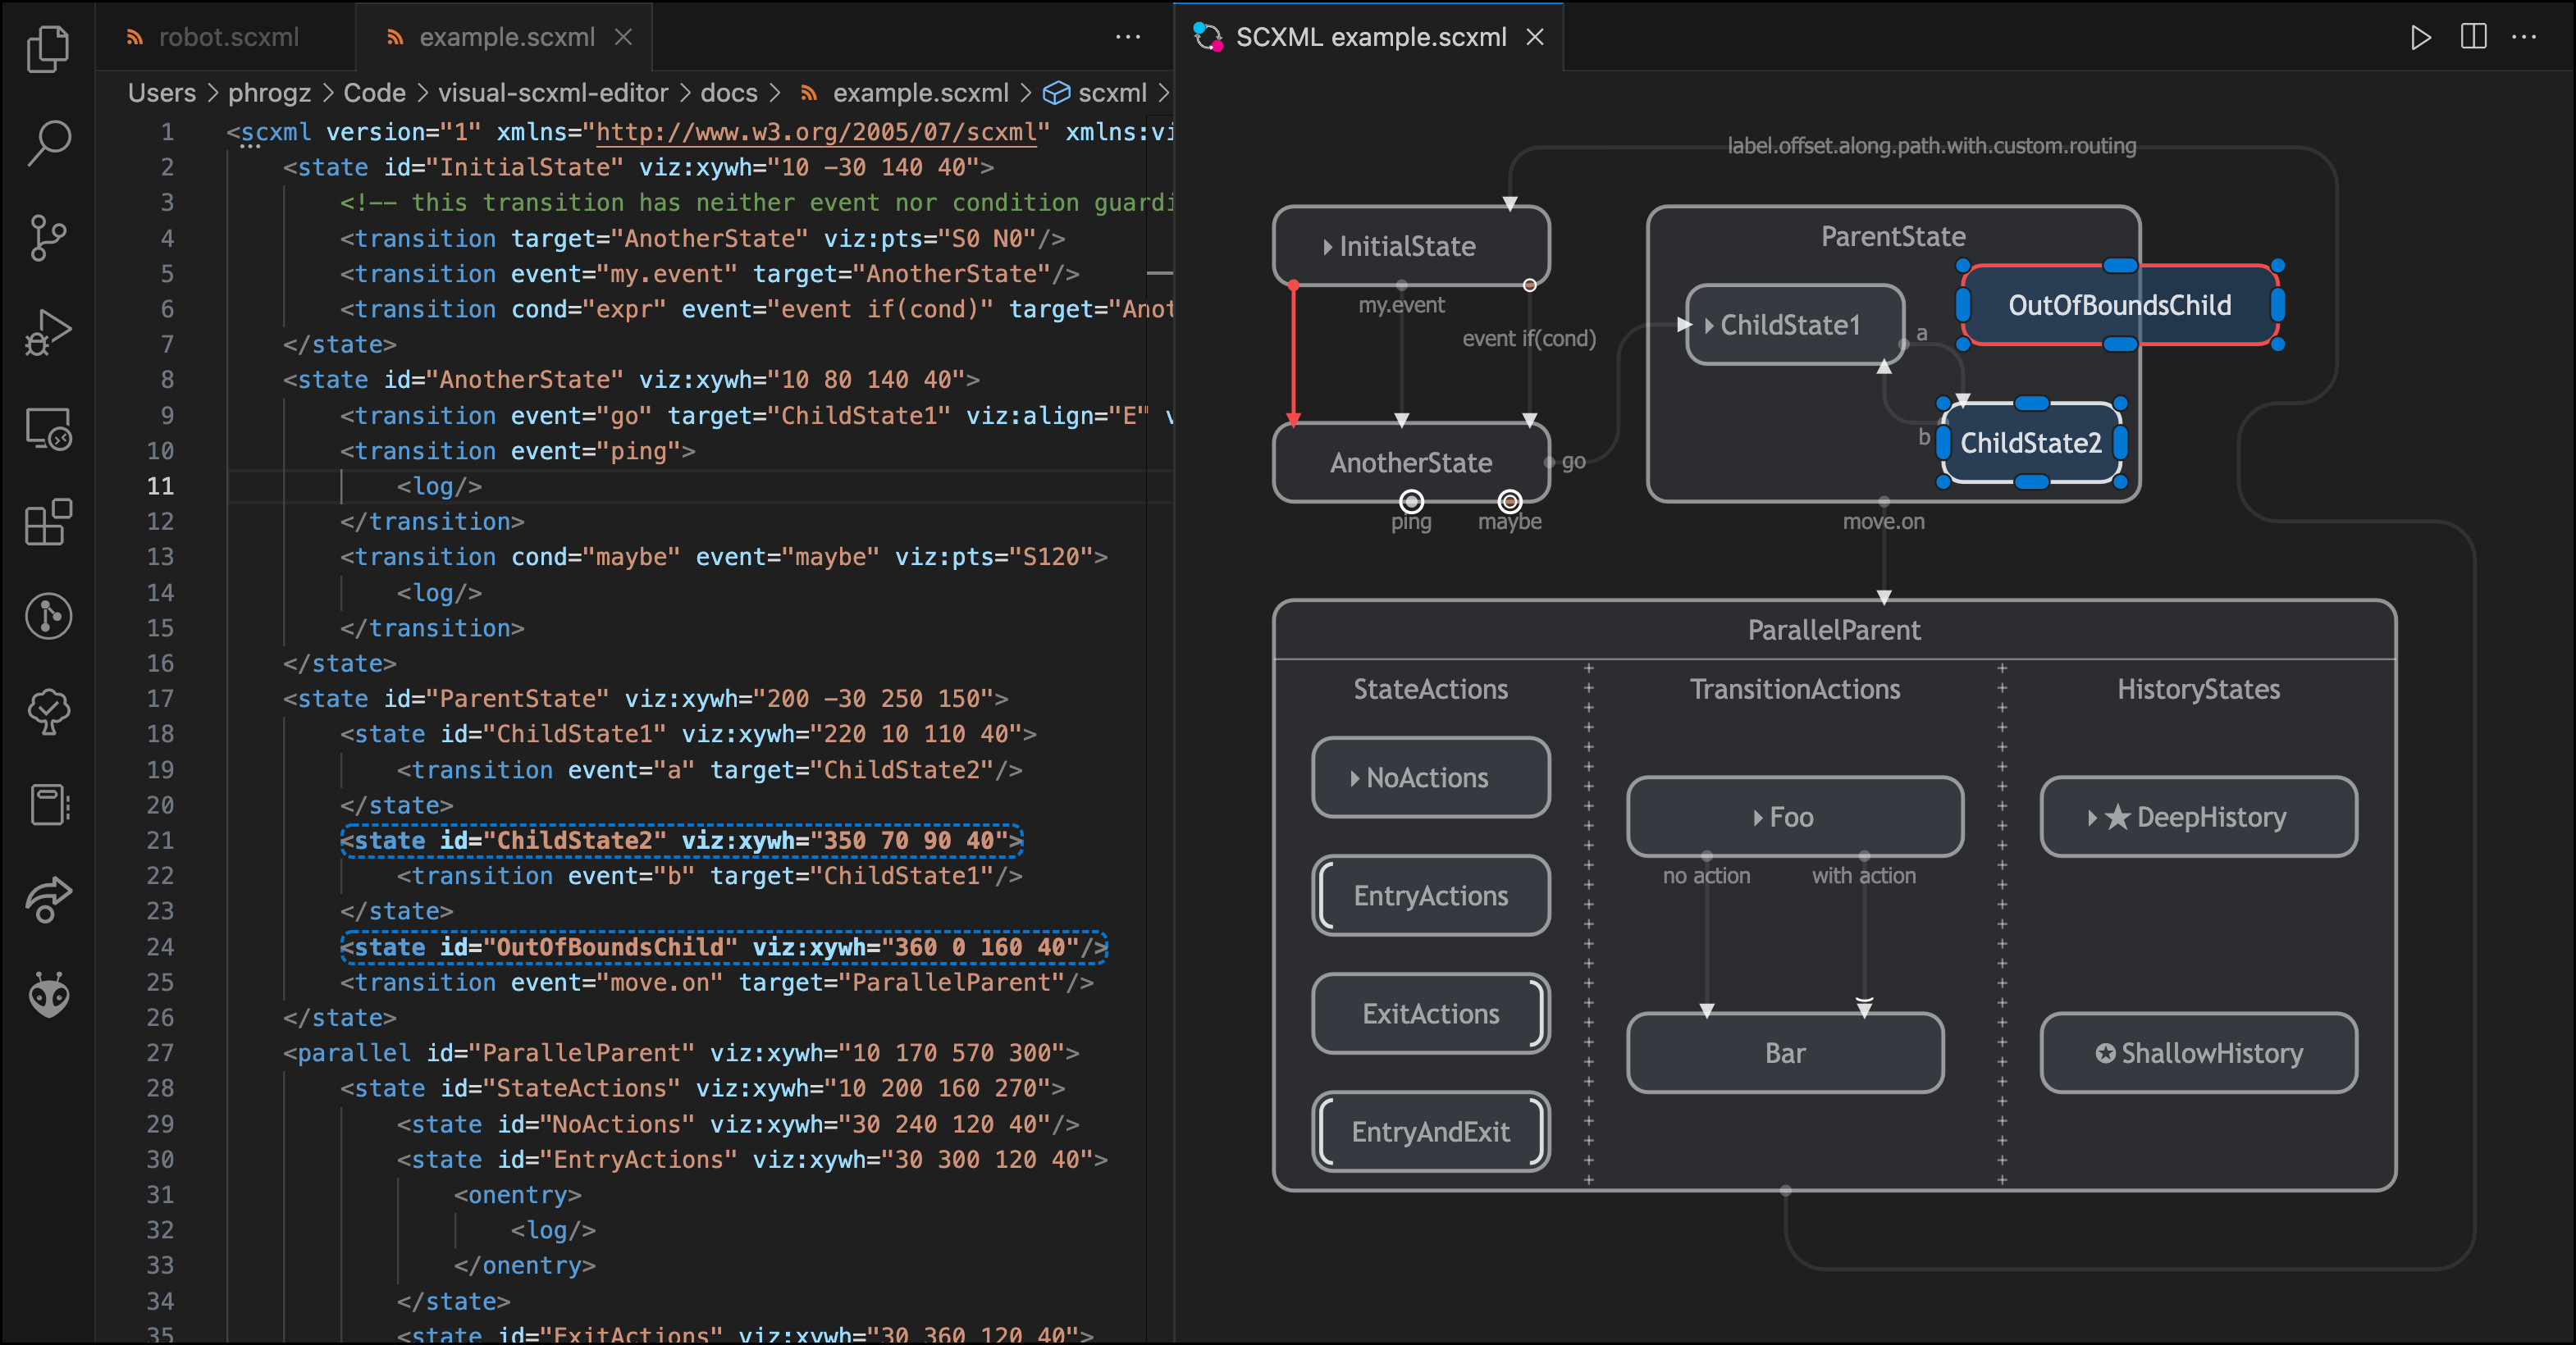 robot.scxml
example.scxml
Users > phrogz > Code > visual-scxml-editor > docs > example.scxml > scxml >
1 <scxml version="1" xmlns="http://www.w3.org/2005/07/scxml" xmlns:vi
2 <state id="InitialState" viz:xywh="10 -30 140 40">
3 <!-- this transition has neither event nor condition guardi
4 <transition target="AnotherState" viz:pts="S0 N0"/>
5 <transition event="my.event" target="AnotherState"/>
6 <transition cond="expr" event="event if(cond)" target="Anot
7 </state>
8 <state id="AnotherState" viz:xywh="10 80 140 40">
9 <transition event="go" target="ChildState1" viz:align="E" v
10 <transition event="ping">
11 <log/>
12 </transition>
13 <transition cond="maybe" event="maybe" viz:pts="S120">
14 <log/>
15 </transition>
16 </state>
17 <state id="ParentState" viz:xywh="200 -30 250 150">
18 <state id="ChildState1" viz:xywh="220 10 110 40">
19 <transition event="a" target="ChildState2"/>
20 </state>
21 <state id="ChildState2" viz:xywh="350 70 90 40">
22 <transition event="b" target="ChildState1"/>
23 </state>
24 <state id="OutOfBoundsChild" viz:xywh="360 0 160 40"/>
25 <transition event="move.on" target="ParallelParent"/>
26 </state>
27 <parallel id="ParallelParent" viz:xywh="10 170 570 300">
28 <state id="StateActions" viz:xywh="10 200 160 270">
29 <state id="NoActions" viz:xywh="30 240 120 40"/>
30 <state id="EntryActions" viz:xywh="30 300 120 40">
31 <onentry>
32 <log/>
33 </onentry>
34 </state>
35 <state id="ExitActions" viz:xywh="30 360 120 40">
SCXML example.scxml
label.offset.along.path.with.custom.routing
InitialState
my.event
event if(cond)
AnotherState
go
ping
maybe
ParentState
ChildState1
a
OutOfBoundsChild
b
ChildState2
move.on
ParallelParent
StateActions
NoActions
EntryActions
ExitActions
EntryAndExit
TransitionActions
Foo
no action
with action
Bar
HistoryStates
DeepHistory
ShallowHistory